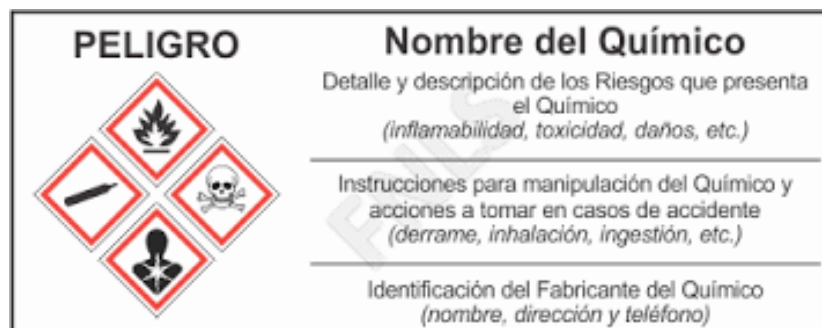 PELIGRO
Nombre del Químico
Detalle y descripción de los Riesgos que presenta
el Químico
(inflamabilidad, toxicidad, daños, etc.)
Instrucciones para manipulación del Químico y
acciones a tomar en casos de accidente
(derrame, inhalación, ingestión, etc.)
Identificación del Fabricante del Químico
(nombre, dirección y teléfono)